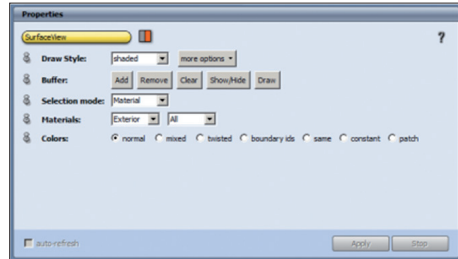 Properties
SurfaceView
?
Draw Style: shaded more options
Buffer: Add Remove Clear Show/Hide Draw
Selection mode: Material
Materials: Exterior All
Colors: normal mixed twisted boundary ids same constant patch
auto-refresh Apply Stop